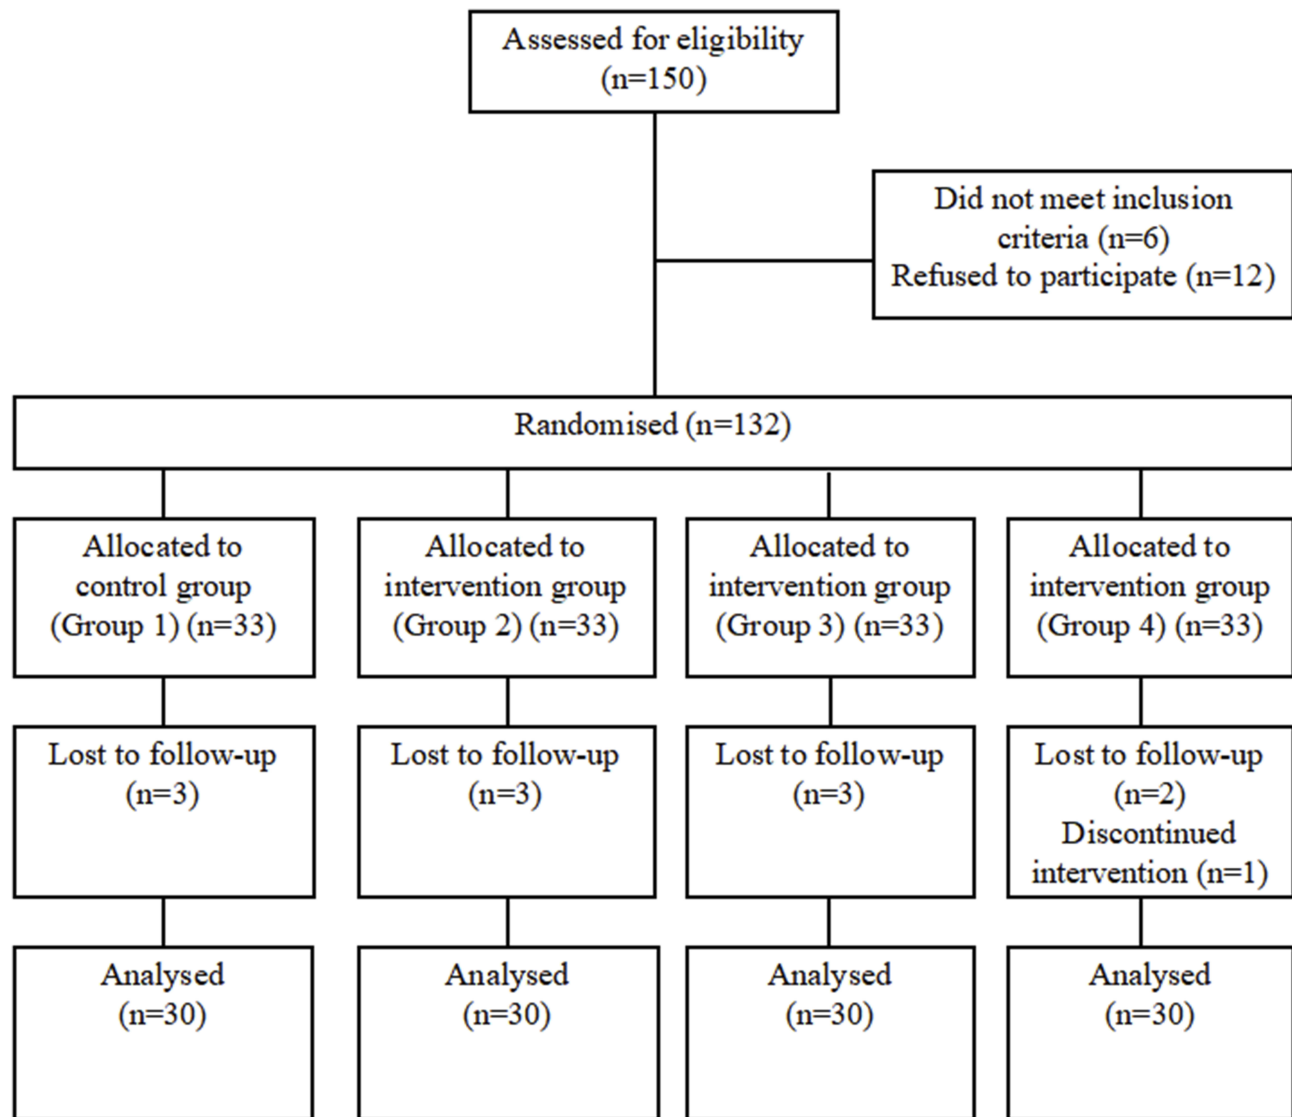 Assessed for eligibility
(n=150)
Did not meet inclusion
criteria (n=6)
Refused to participate (n=12)
Randomised (n=132)
Allocated to
control group
(Group 1) (n=33)
Allocated to
intervention group
(Group 2) (n=33)
Allocated to
intervention group
(Group 3) (n=33)
Allocated to
intervention group
(Group 4) (n=33)
Lost to follow-up
(n=3)
Lost to follow-up
(n=3)
Lost to follow-up
(n=3)
Lost to follow-up
(n=2)
Discontinued
intervention (n=1)
Analysed
(n=30)
Analysed
(n=30)
Analysed
(n=30)
Analysed
(n=30)